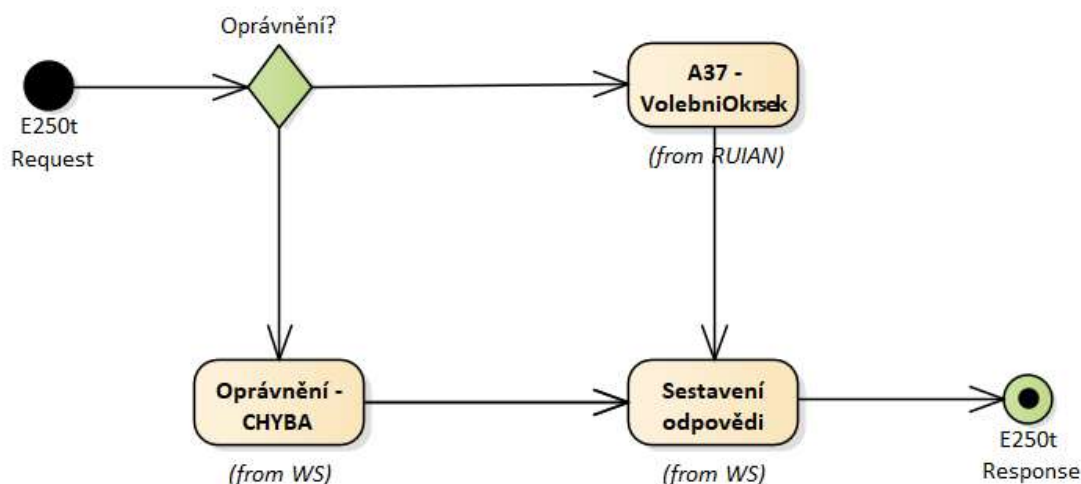 Oprávnění?
E250t
Request
A37 -
VolebniOkrsek
(from RUIAN)
Oprávnění -
CHYBA
(from WS)
Sestavení
odpovědi
(from WS)
E250t
Response